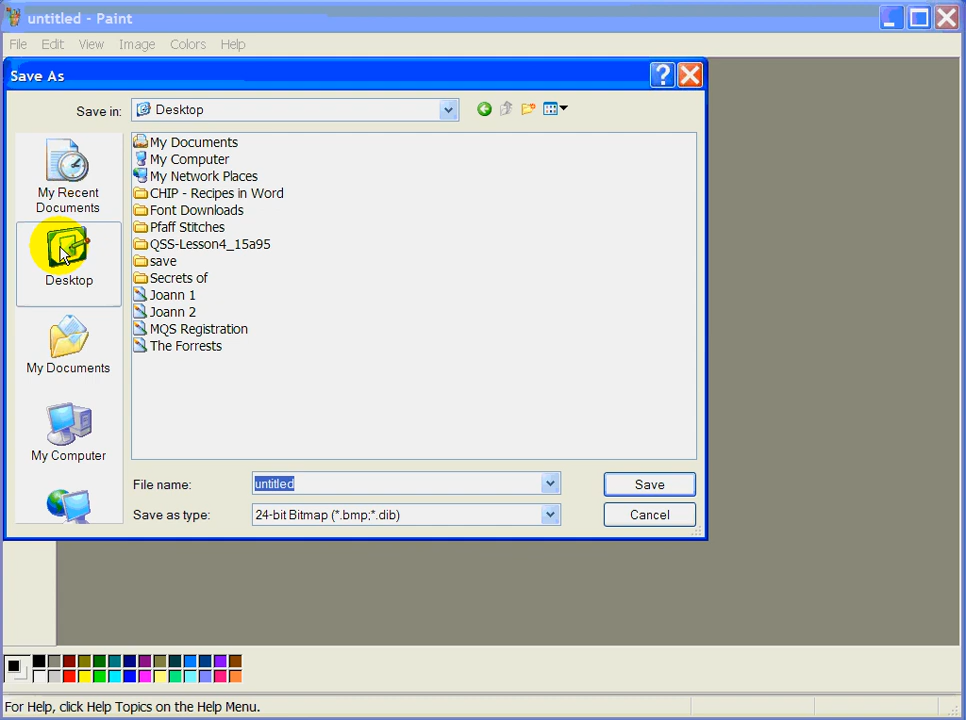 untitled - Paint
File Edit View Image Colors Help
Save As
Save in: Desktop
My Recent
Documents
Desktop
My Documents
My Computer
My Documents
My Computer
My Network Places
CHIP - Recipes in Word
Font Downloads
Pfaff Stitches
QSS-Lesson4_15a95
save
Secrets of
Joann 1
Joann 2
MQS Registration
The Forrests
File name: untitled Save
Save as type: 24-bit Bitmap (*.bmp;*.dib) Cancel
For Help, click Help Topics on the Help Menu.